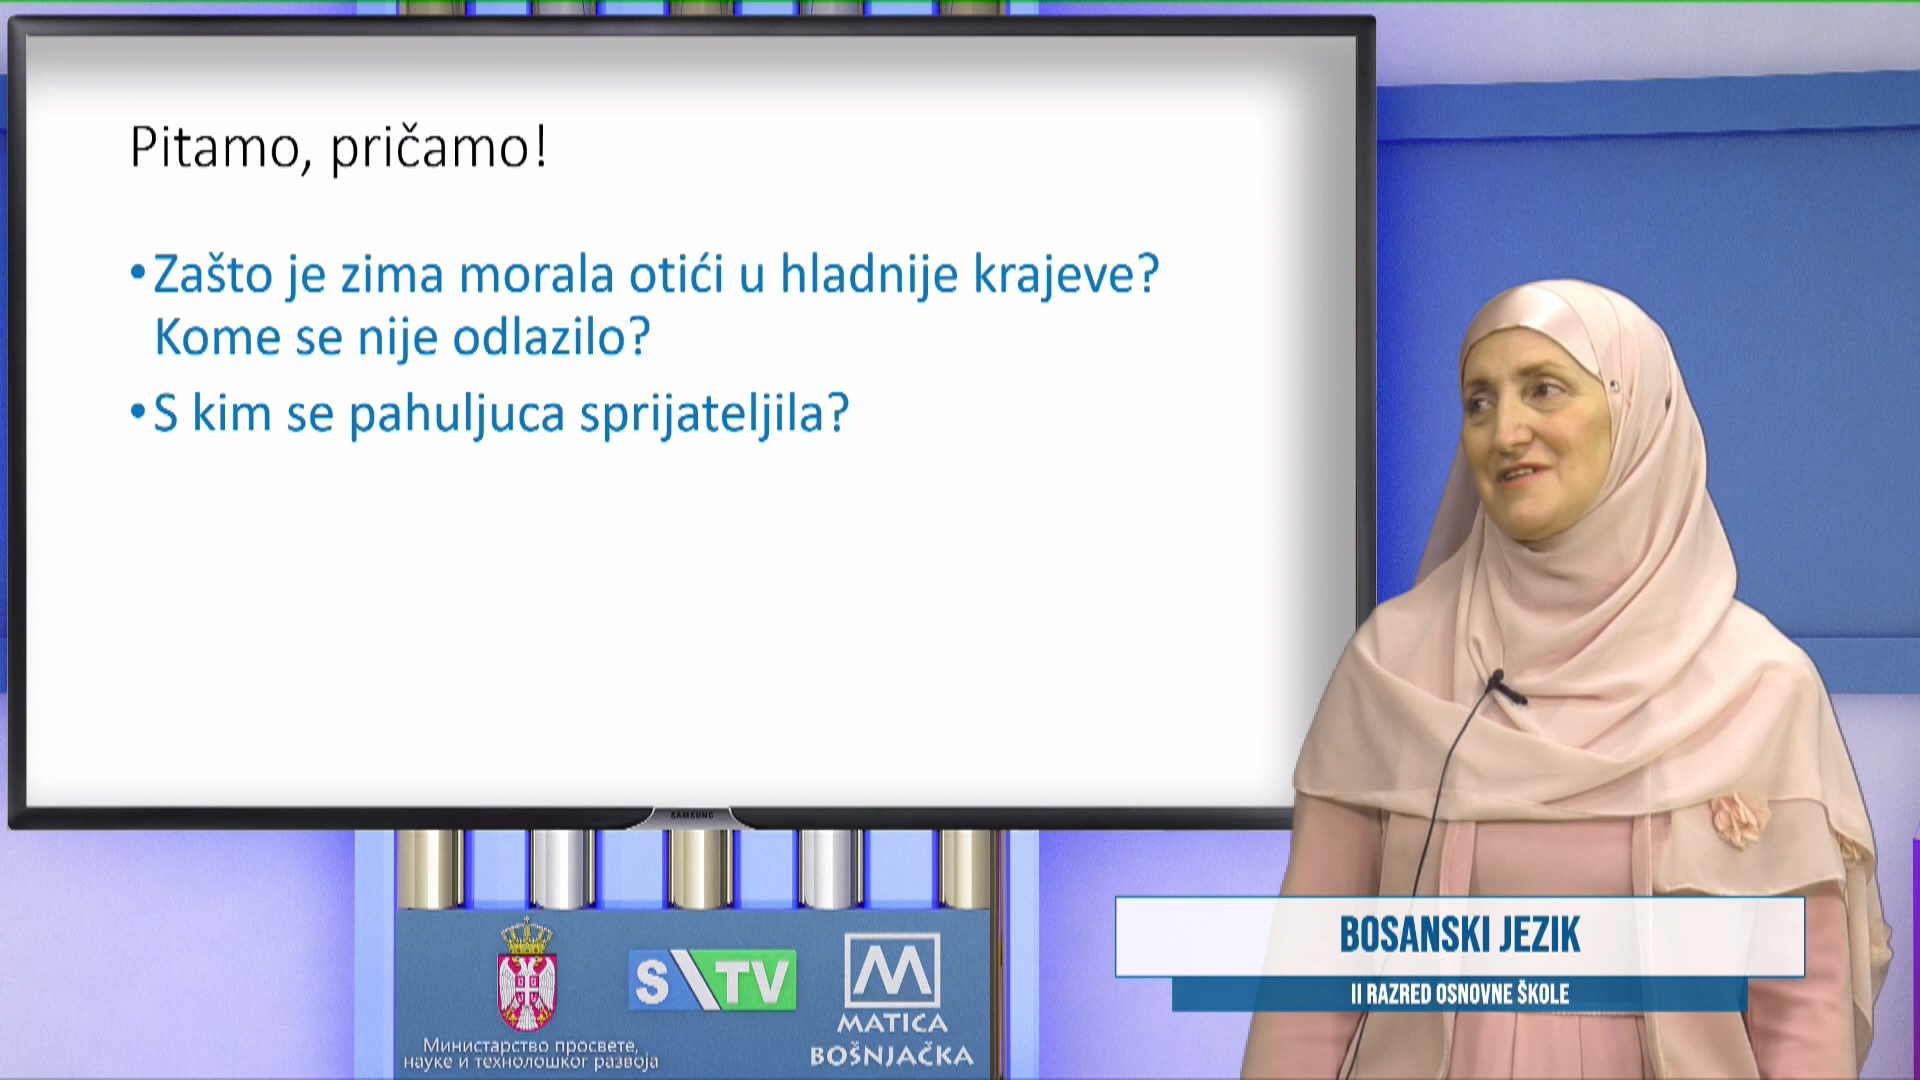 Pitamo, pričamo!
•Zašto je zima morala otići u hladnije krajeve?
Kome se nije odlazilo?
•S kim se pahuljuca sprijateljila?
SAMSUNG
BOSANSKI JEZIK
II RAZRED OSNOVNE ŠKOLE
Министарство просвете,
науке и технолошког развоја
S TV
MATICA
BOŠNJAČKA